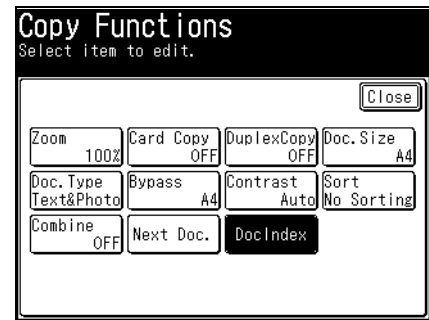 Copy Functions
Select item to edit.
Close
Zoom
100%
Card Copy
OFF
DuplexCopy
OFF
Doc.Size
A4
Doc.Type
Text&Photo
Bypass
A4
Contrast
Auto
Sort
No Sorting
Combine
OFF
Next Doc.
DocIndex